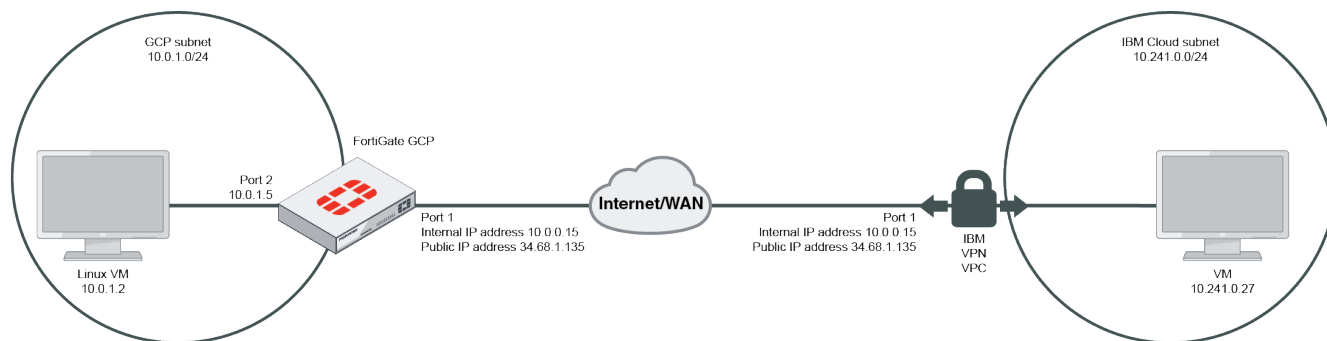 GCP subnet
10.0.1.0/24
FortiGate GCP
Port 2
10.0.1.5
Linux VM
10.0.1.2
Port 1
Internal IP address 10.0.0.15
Public IP address 34.68.1.135
Internet/WAN
Port 1
Internal IP address 10.0.0.15
Public IP address 34.68.1.135
IBM
VPN
VPC
IBM Cloud subnet
10.241.0.0/24
VM
10.241.0.27